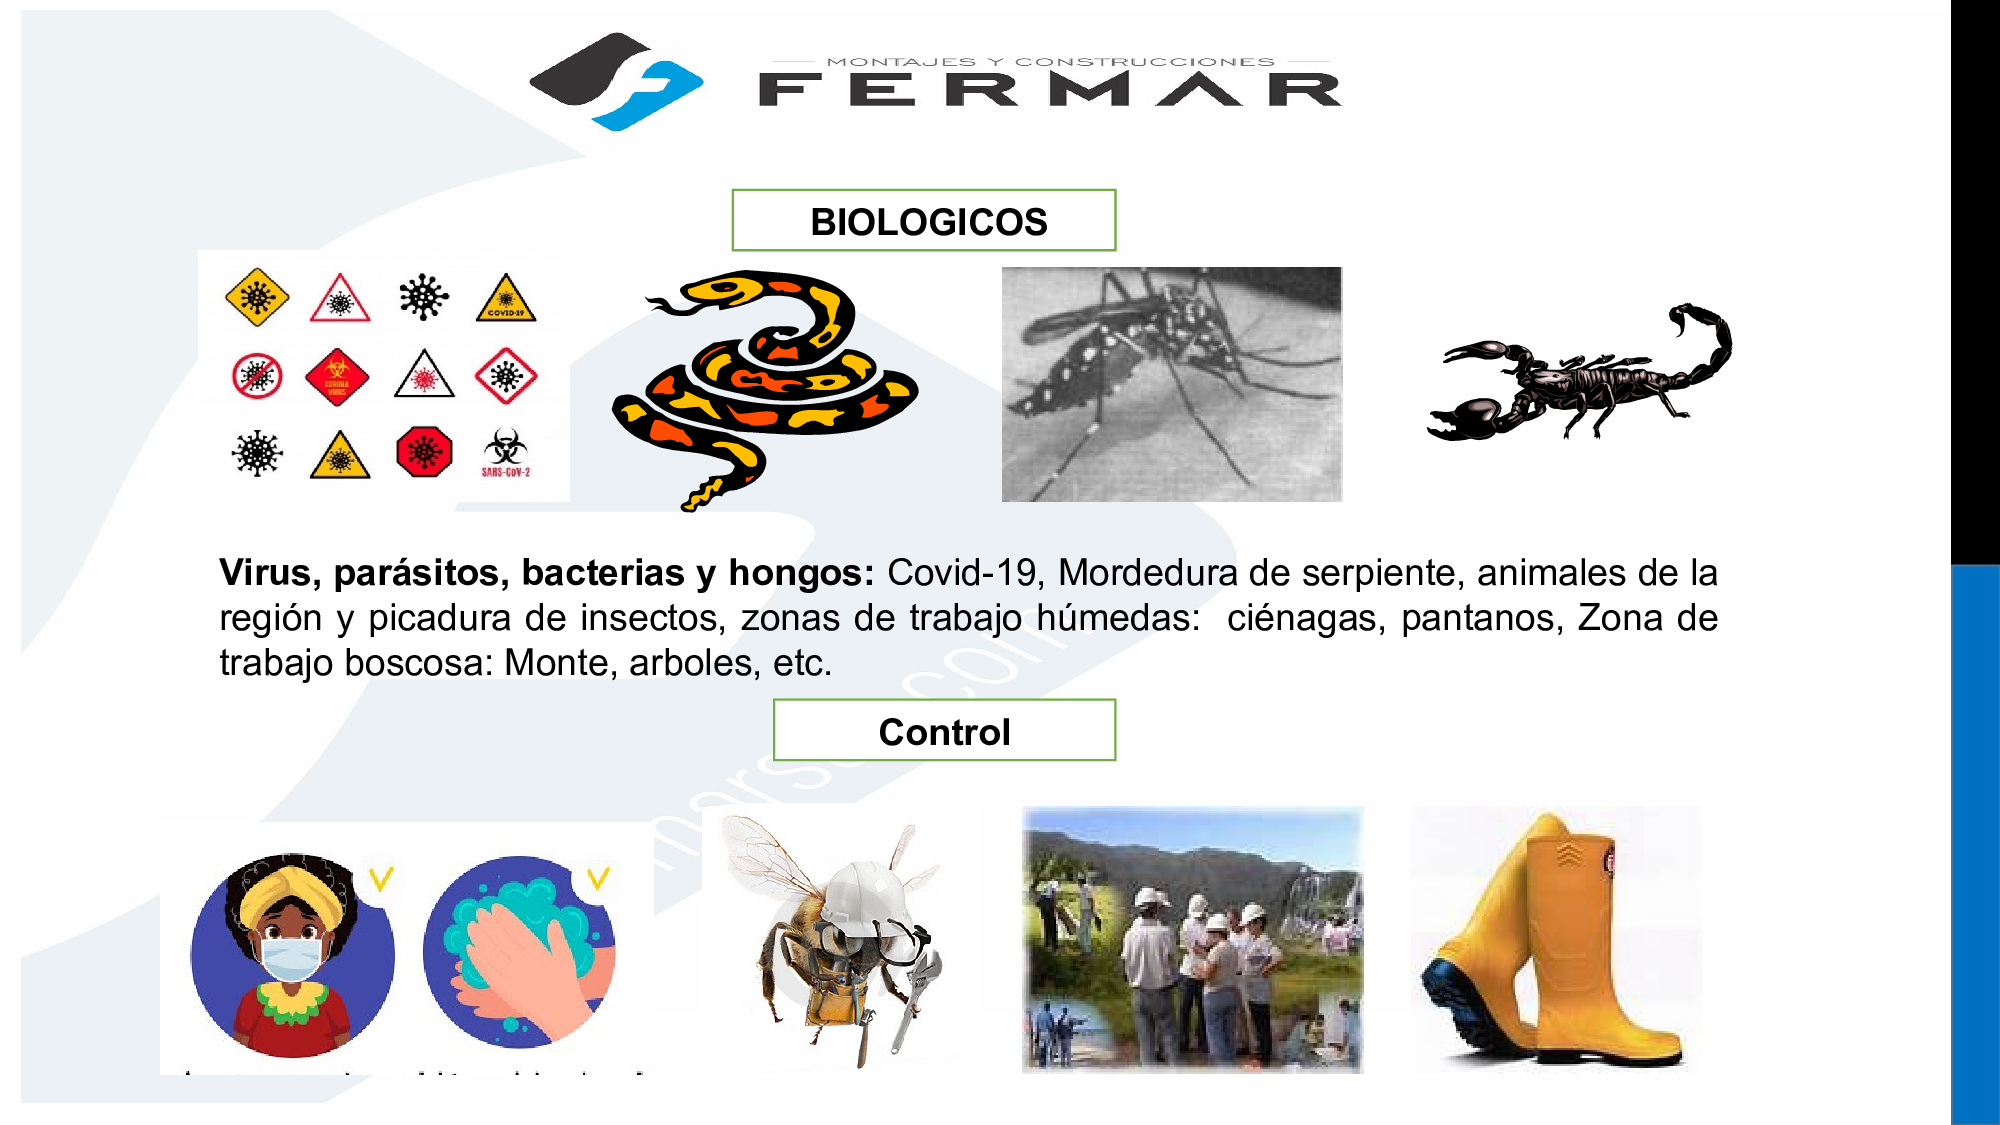 MONTAJES Y CONSTRUCCIONES
FERMAR
BIOLOGICOS
COVID-19
CORONA
VIRUS
SARS-CoV-2
Virus, parásitos, bacterias y hongos: Covid-19, Mordedura de serpiente, animales de la
región y picadura de insectos, zonas de trabajo húmedas: ciénagas, pantanos, Zona de
trabajo boscosa: Monte, arboles, etc.
Control